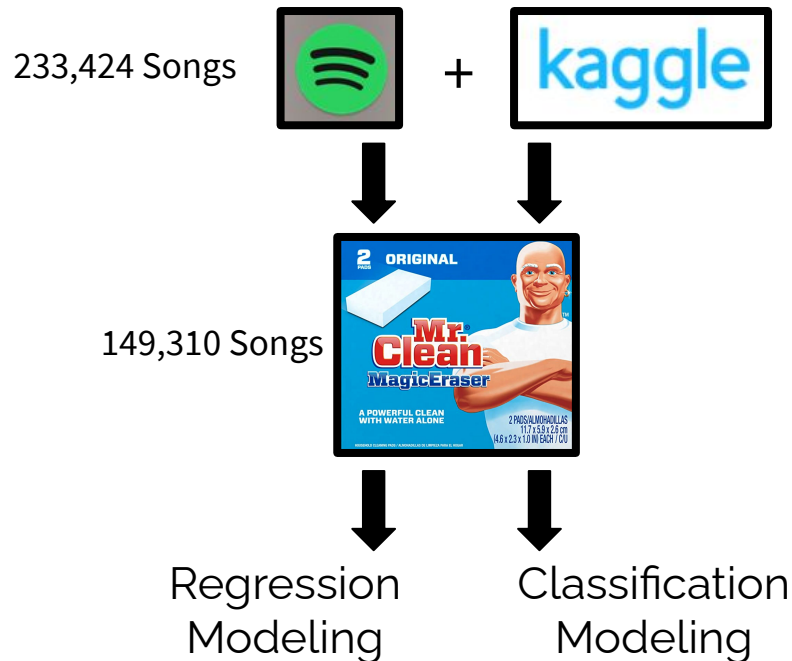 233,424 Songs
+
kaggle
2
PADS
ORIGINAL
149,310 Songs
Mr.
Clean
MagicEraser
A POWERFUL CLEAN
WITH WATER ALONE
2 PADS/ALMOHADILLAS
11.7 x 5.9 x 2.6 cm
(4.6 x 2.3 x 1.0 IN) EACH / C/U
Regression
Modeling
Classification
Modeling